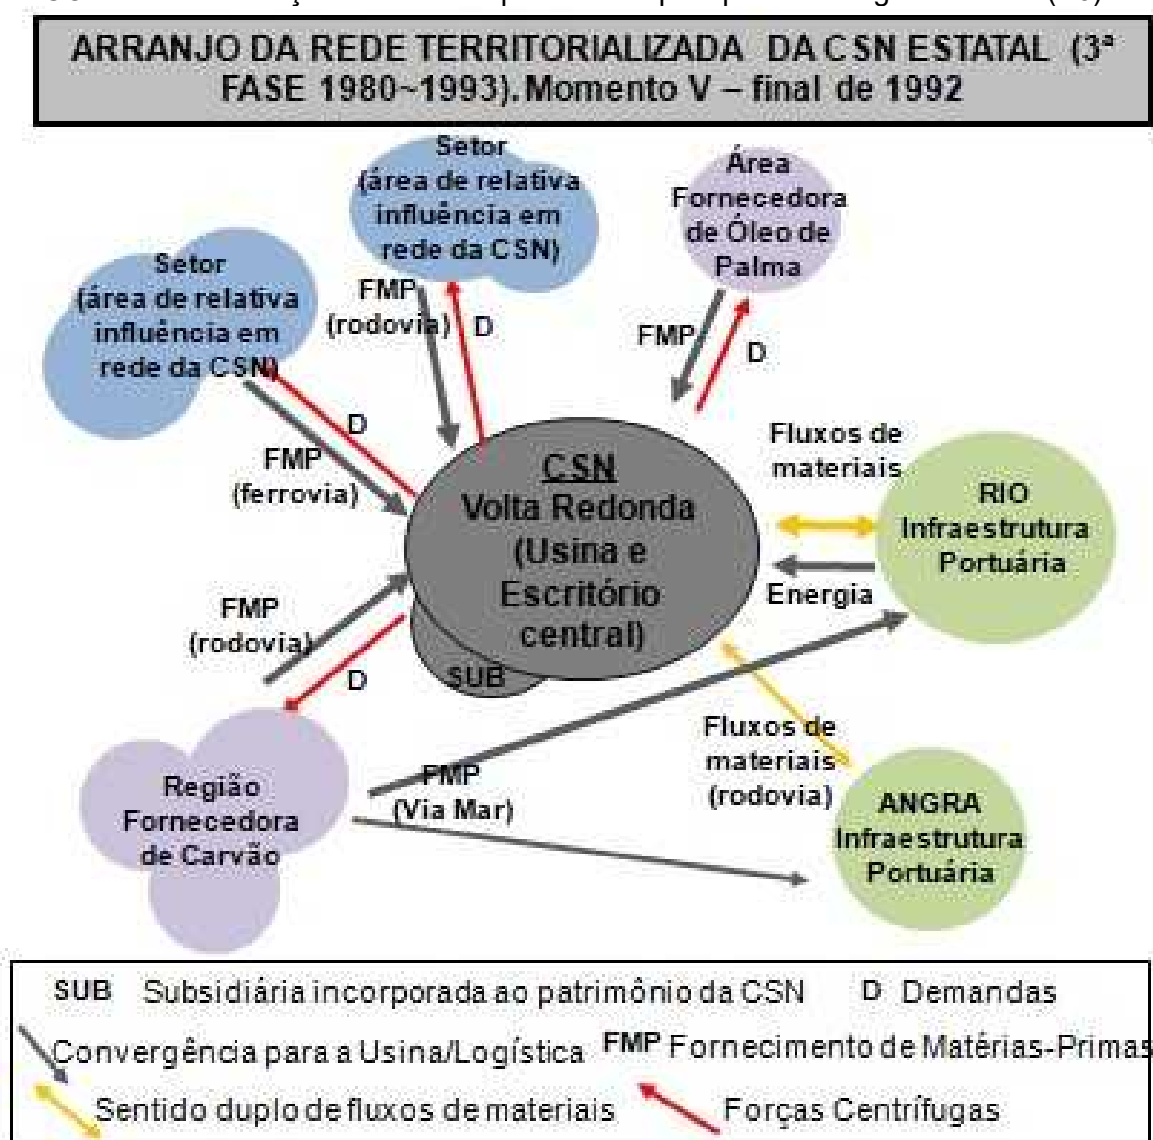 ARRANJO DA REDE TERRITORIALIZADA DA CSN ESTATAL (3ª
FASE 1980~1993). Momento V – final de 1992
Setor
(área de relativa
influência em
rede da CSN)
Área
Fornecedora
de Óleo de
Palma
Setor
(área de relativa
influência em
rede da CSN)
FMP
(rodovia)
D
FMP
D
D
FMP
(ferrovia)
Fluxos de
materiais
CSN
Volta Redonda
(Usina e
Escritório
central)
RIO
Infraestrutura
Portuária
Energia
FMP
(rodovia)
D
SUB
Fluxos de
materiais
(rodovia)
FMP
(Via Mar)
Região
Fornecedora
de Carvão
ANGRA
Infraestrutura
Portuária
SUB Subsidiária incorporada ao patrimônio da CSN D Demandas
Convergência para a Usina/Logística FMP Fornecimento de Matérias-Primas
Sentido duplo de fluxos de materiais Forças Centrífugas